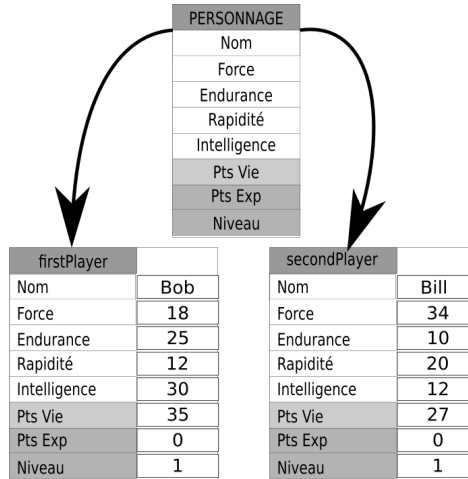 PERSONNAGE
Nom
Force
Endurance
Rapidité
Intelligence
Pts Vie
Pts Exp
Niveau
firstPlayer
Nom Bob
Force 18
Endurance 25
Rapidité 12
Intelligence 30
Pts Vie 35
Pts Exp 0
Niveau 1
secondPlayer
Nom Bill
Force 34
Endurance 10
Rapidité 20
Intelligence 12
Pts Vie 27
Pts Exp 0
Niveau 1